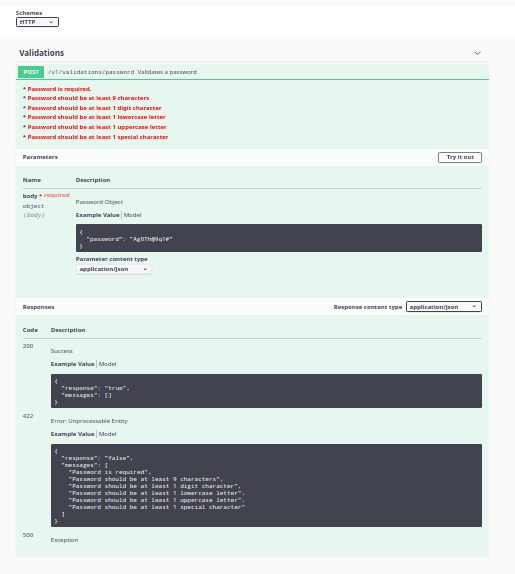 Schemes
HTTP
Validations
POST /v1/validations/password Validates a password
* Password is required.
* Password should be at least 9 characters
* Password should be at least 1 digit character
* Password should be at least 1 lowercase letter
* Password should be at least 1 uppercase letter
* Password should be at least 1 special character
Parameters Try it out
Name Description
body * required
object
(body)
Password Object
Example Value | Model
{
"password": "AgOTh@9ql#"
}
Parameter content type
application/json
Responses Response content type application/json
Code Description
200
Success
Example Value | Model
{
"response": "true",
"messages": []
}
422
Error: Unprocessable Entity
Example Value | Model
{
"response": "false",
"messages": [
"Password is required",
"Password should be at least 9 characters",
"Password should be at least 1 digit character",
"Password should be at least 1 lowercase letter",
"Password should be at least 1 uppercase letter",
"Password should be at least 1 special character"
]
}
500
Exception